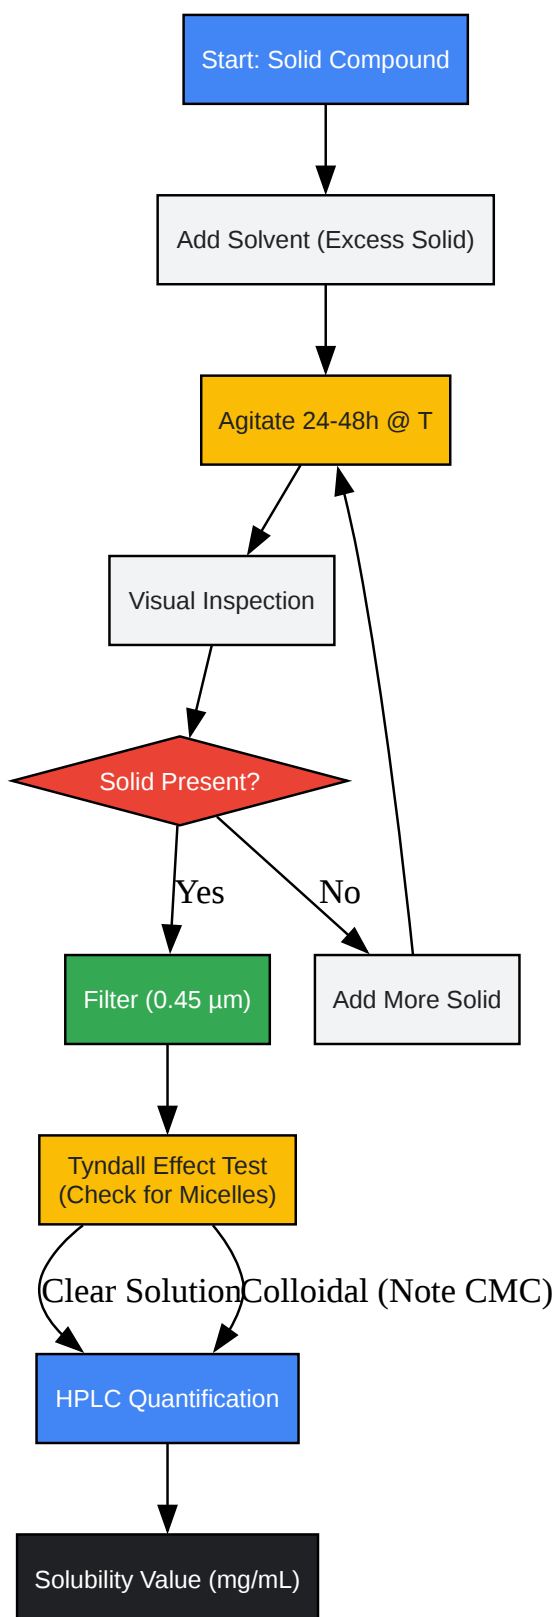 Start: Solid Compound
Add Solvent (Excess Solid)
Agitate 24-48h @ T
Visual Inspection
Solid Present?
Yes
No
Filter (0.45 µm)
Add More Solid
Tyndall Effect Test
(Check for Micelles)
Clear Solution
Colloidal (Note CMC)
HPLC Quantification
Solubility Value (mg/mL)